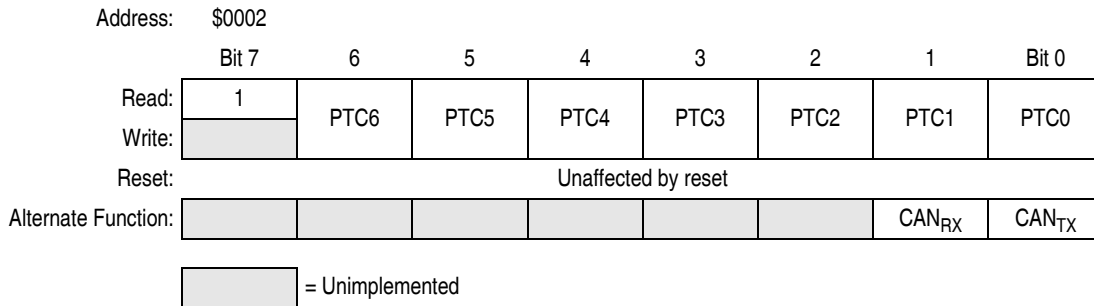 Address: $0002
Bit 7 6 5 4 3 2 1 Bit 0
Read: 1 PTC6 PTC5 PTC4 PTC3 PTC2 PTC1 PTC0
Write:
Reset: Unaffected by reset
Alternate Function: CANRX CANTX
= Unimplemented